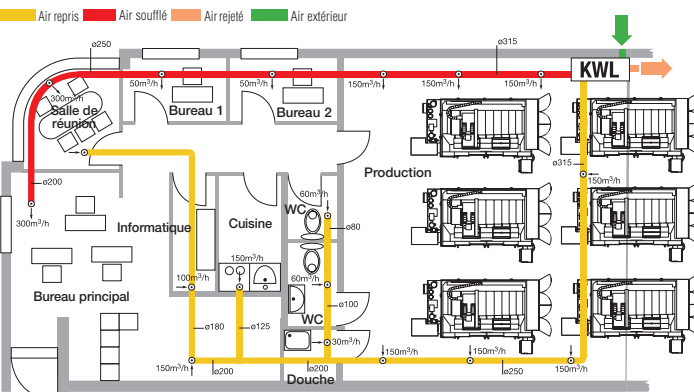 Air repris Air soufflé Air rejeté Air extérieur
ø250
ø315
KWL
50m³/h
50m³/h
150m³/h
150m³/h
150m³/h
300m³/h
Salle de
réunion
Bureau 1
Bureau 2
ø315
Production
150m³/h
ø200
300m³/h
60m³/h
WC
ø80
Informatique
Cuisine
150m³/h
100m³/h
60m³/h
Bureau principal
ø100
WC
ø180
ø125
30m³/h
150m³/h
ø200
ø200
150m³/h
150m³/h
ø250
150m³/h
Douche